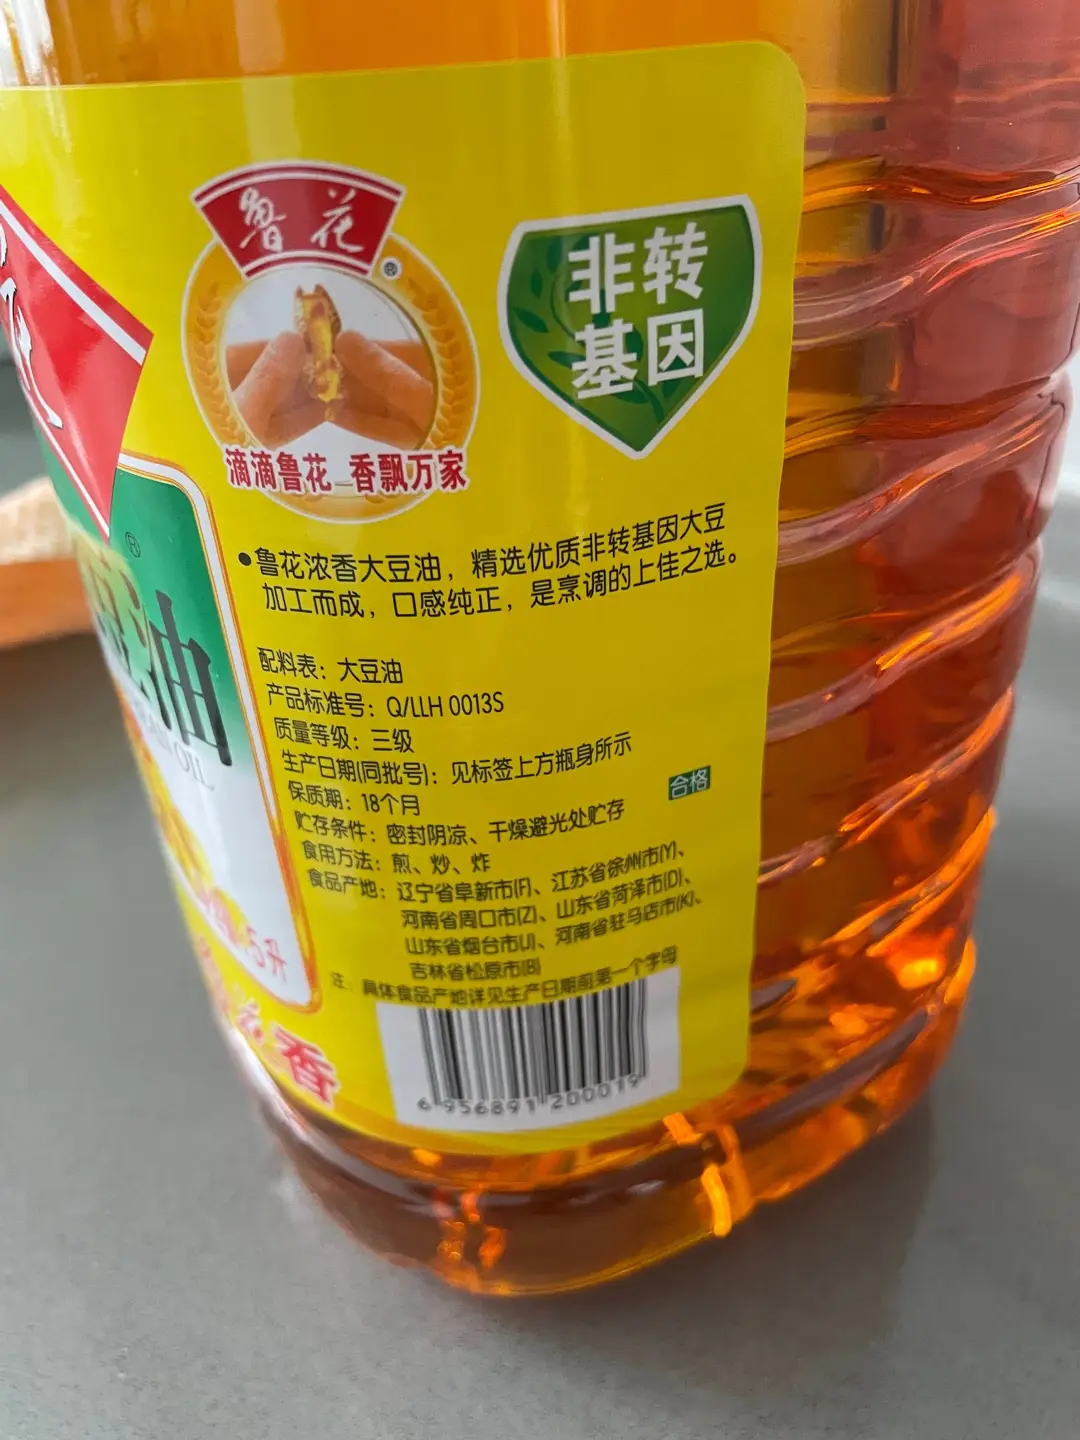 鲁花
®
非转
基因
滴滴鲁花 香飘万家
●鲁花浓香大豆油，精选优质非转基因大豆
加工而成，口感纯正，是烹调的上佳之选。
配料表：大豆油
产品标准号：Q/LLH 0013S
质量等级：三级
生产日期(同批号)：见标签上方瓶身所示
保质期：18个月
合格
贮存条件：密封阴凉、干燥避光处贮存
食用方法：煎、炒、炸
食品产地：辽宁省阜新市(F)、江苏省徐州市(Y)、
河南省周口市(Z)、山东省菏泽市(D)、
山东省烟台市(J)、河南省驻马店市(K)、
吉林省松原市(B)
注：具体食品产地详见生产日期前第一个字母
6 956891 200019
®
豆油
OIL
5升
香